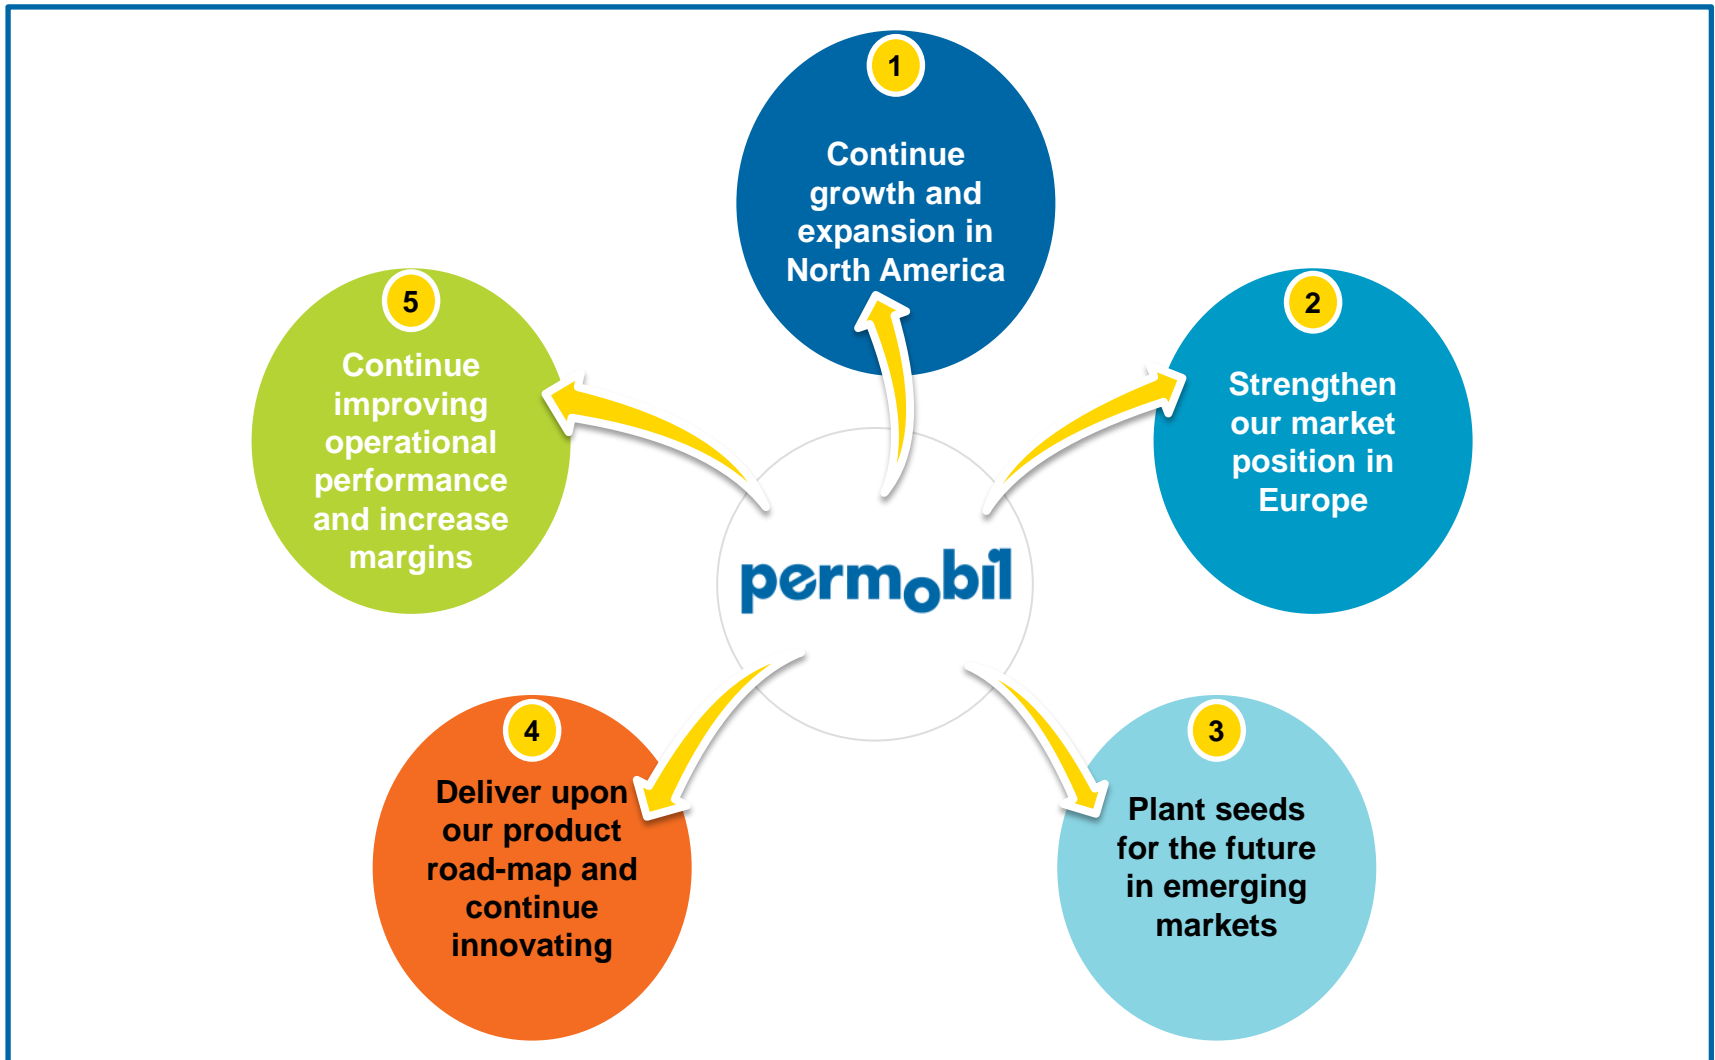 1
Continue
growth and
expansion in
North America
2
Strengthen
our market
position in
Europe
3
Plant seeds
for the future
in emerging
markets
4
Deliver upon
our product
road-map and
continue
innovating
5
Continue
improving
operational
performance
and increase
margins
permobil